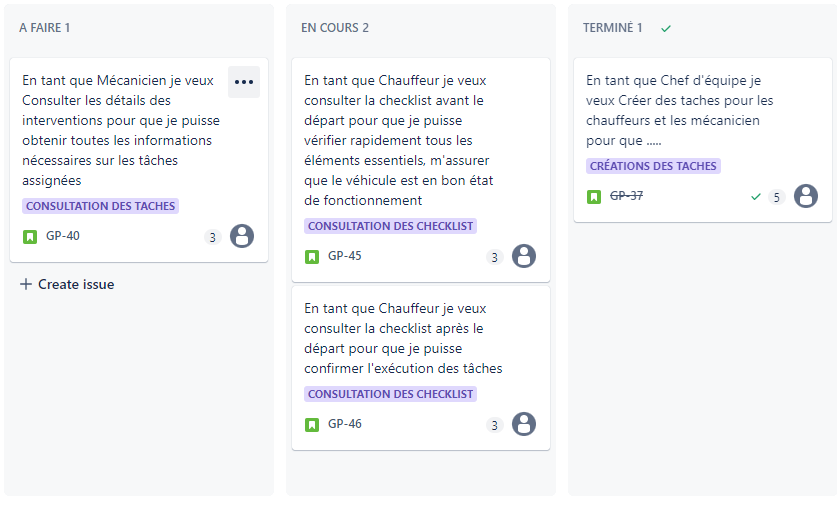 A FAIRE 1
En tant que Mécanicien je veux
Consulter les détails des
interventions pour que je puisse
obtenir toutes les informations
nécessaires sur les tâches
assignées
CONSULTATION DES TACHES
GP-40
3
+ Create issue
EN COURS 2
En tant que Chauffeur je veux
consulter la checklist avant le
départ pour que je puisse
vérifier rapidement tous les
éléments essentiels, m'assurer
que le véhicule est en bon état
de fonctionnement
CONSULTATION DES CHECKLIST
GP-45
3
En tant que Chauffeur je veux
consulter la checklist après le
départ pour que je puisse
confirmer l'exécution des tâches
CONSULTATION DES CHECKLIST
GP-46
3
TERMINÉ 1
En tant que Chef d'équipe je
veux Créer des taches pour les
chauffeurs et les mécanicien
pour que .....
CRÉATIONS DES TACHES
GP-37
5